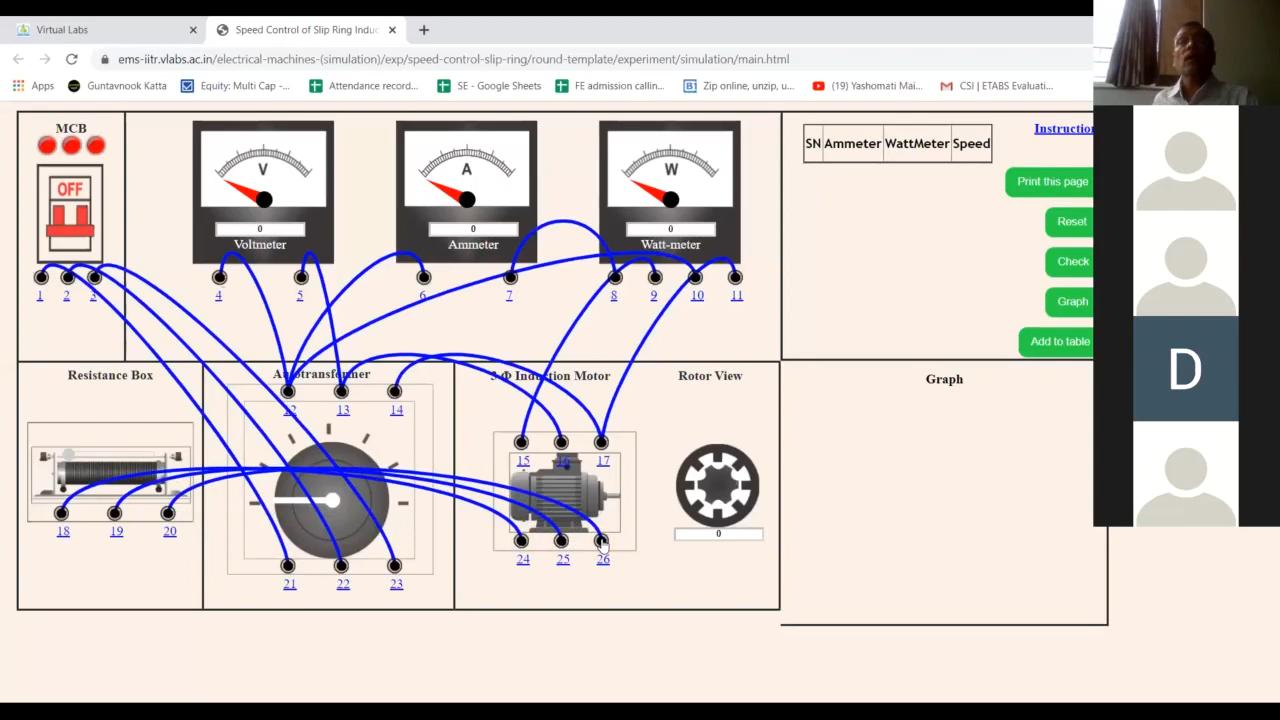 Virtual Labs
Speed Control of Slip Ring Induc
ems-iitr.vlabs.ac.in/electrical-machines-(simulation)/exp/speed-control-slip-ring/round-template/experiment/simulation/main.html
Apps Guntavnook Katta Equity: Multi Cap -... Attendance record... SE - Google Sheets FE admission callin... Zip online, unzip, u... (19) Yashomati Mai... CSI | ETABS Evaluati...
MCB
OFF
1 2 3
V
0
Voltmeter
4 5
A
0
Ammeter
6 7
W
0
Watt-meter
8 9 10 11
SN Ammeter WattMeter Speed
Instruction
Print this page
Reset
Check
Graph
Add to table
Resistance Box
18 19 20
Autotransformer
12 13 14
21 22 23
3-Φ Induction Motor
15 16 17
24 25 26
Rotor View
0
Graph
D